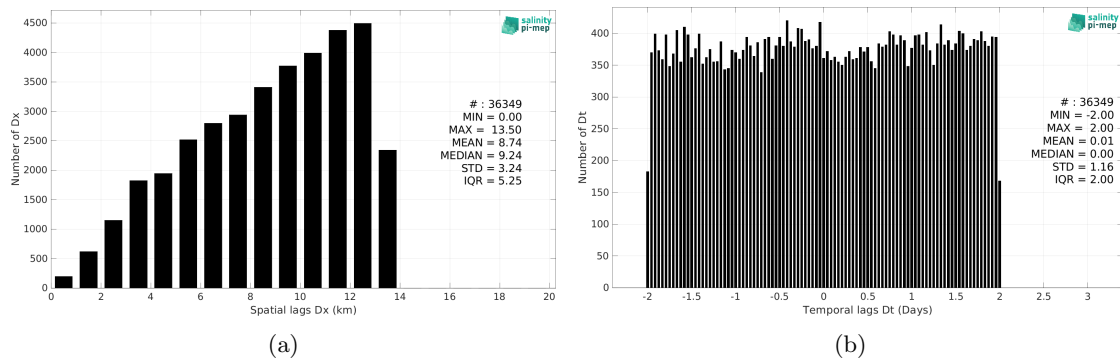 4500
4000
3500
3000
2500
2000
1500
1000
500
0
Number of Dx
0 2 4 6 8 10 12 14 16 18 20
Spatial lags Dx (km)
salinity
pi-mep
# : 36349
MIN = 0.00
MAX = 13.50
MEAN = 8.74
MEDIAN = 9.24
STD = 3.24
IQR = 5.25
(a)
400
350
300
250
200
150
100
50
0
Number of Dt
-2 -1.5 -1 -0.5 0 0.5 1 1.5 2 2.5 3
Temporal lags Dt (Days)
salinity
pi-mep
# : 36349
MIN = -2.00
MAX = 2.00
MEAN = 0.01
MEDIAN = 0.00
STD = 1.16
IQR = 2.00
(b)